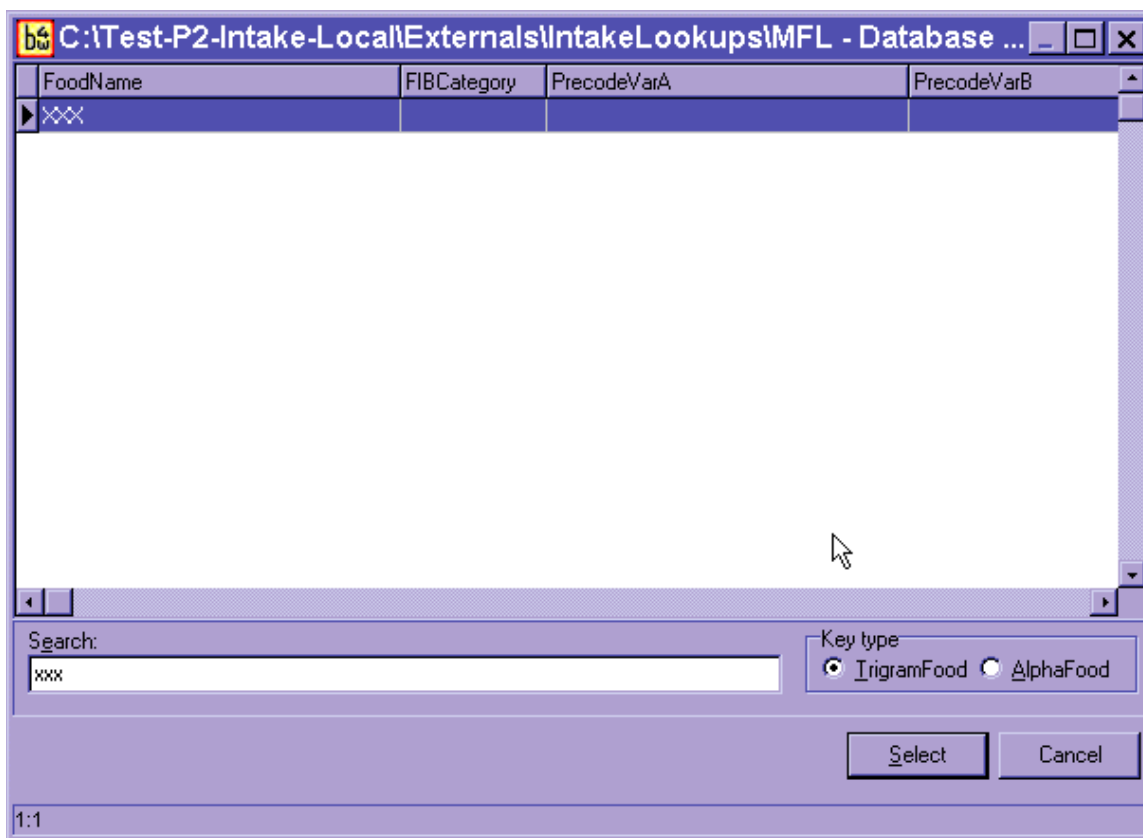 C:\Test-P2-Intake-Local\Externals\IntakeLookups\MFL - Database ...
FoodName FIBCategory PrecodeVarA PrecodeVarB
XXX
Search:
xxx
Key type
TrigramFood AlphaFood
Select Cancel
1:1